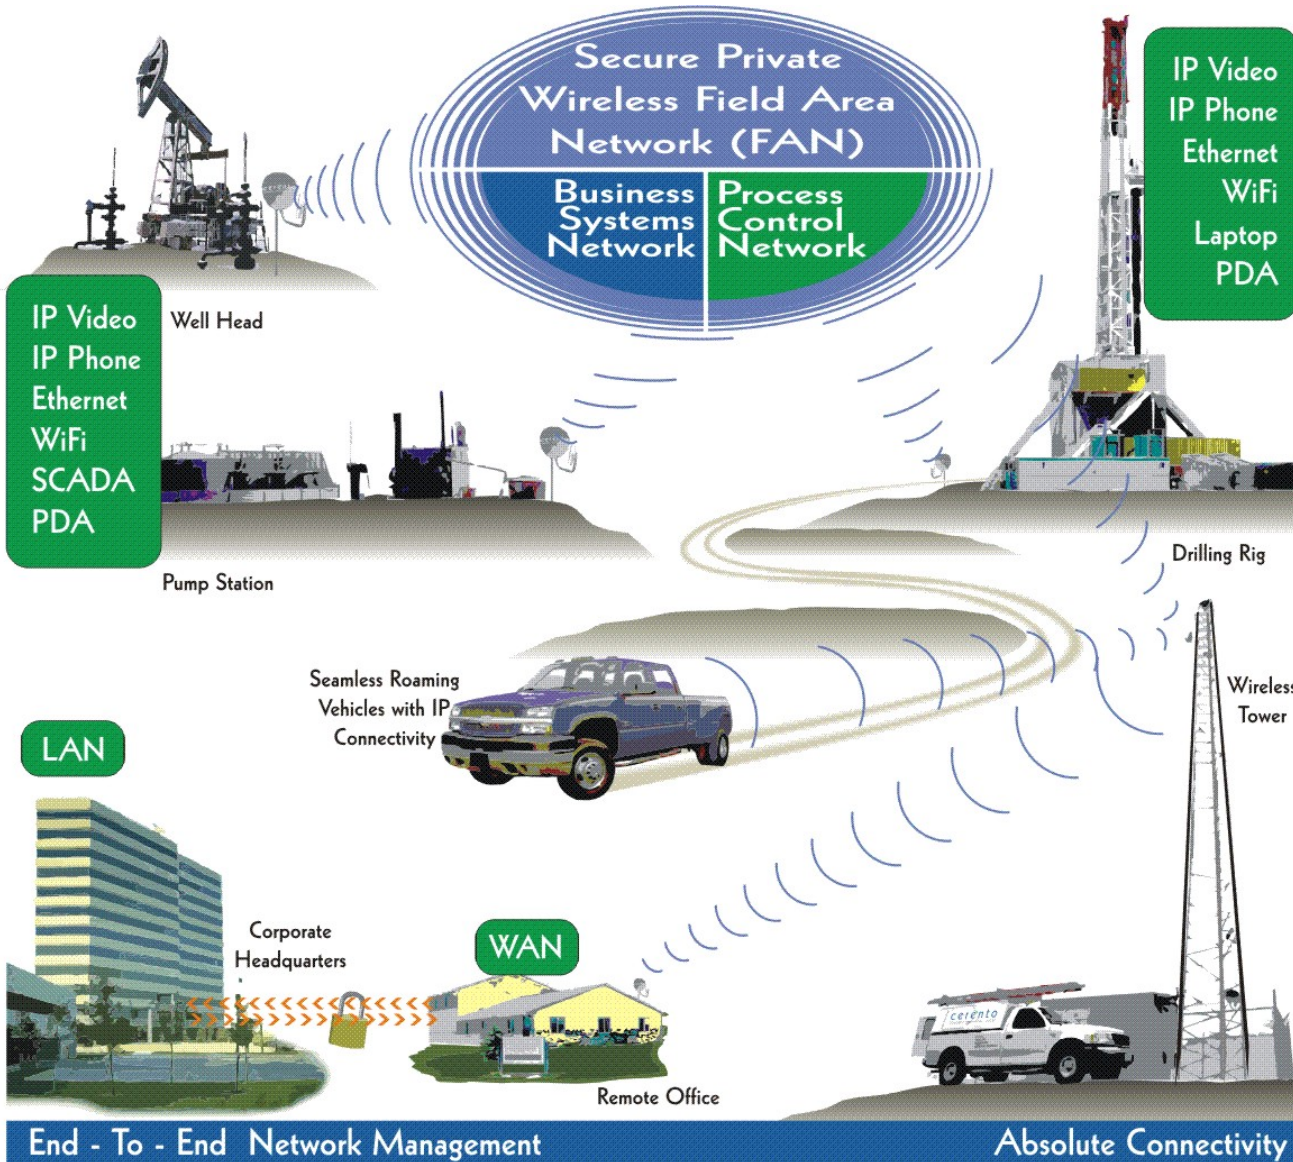 Secure Private
Wireless Field Area
Network (FAN)
Business
Systems
Network
Process
Control
Network
IP Video
IP Phone
Ethernet
WiFi
Laptop
PDA
Well Head
IP Video
IP Phone
Ethernet
WiFi
SCADA
PDA
Pump Station
Drilling Rig
Seamless Roaming
Vehicles with IP
Connectivity
Wireless
Tower
LAN
Corporate
Headquarters
WAN
cerento
Remote Office
End - To - End Network Management
Absolute Connectivity